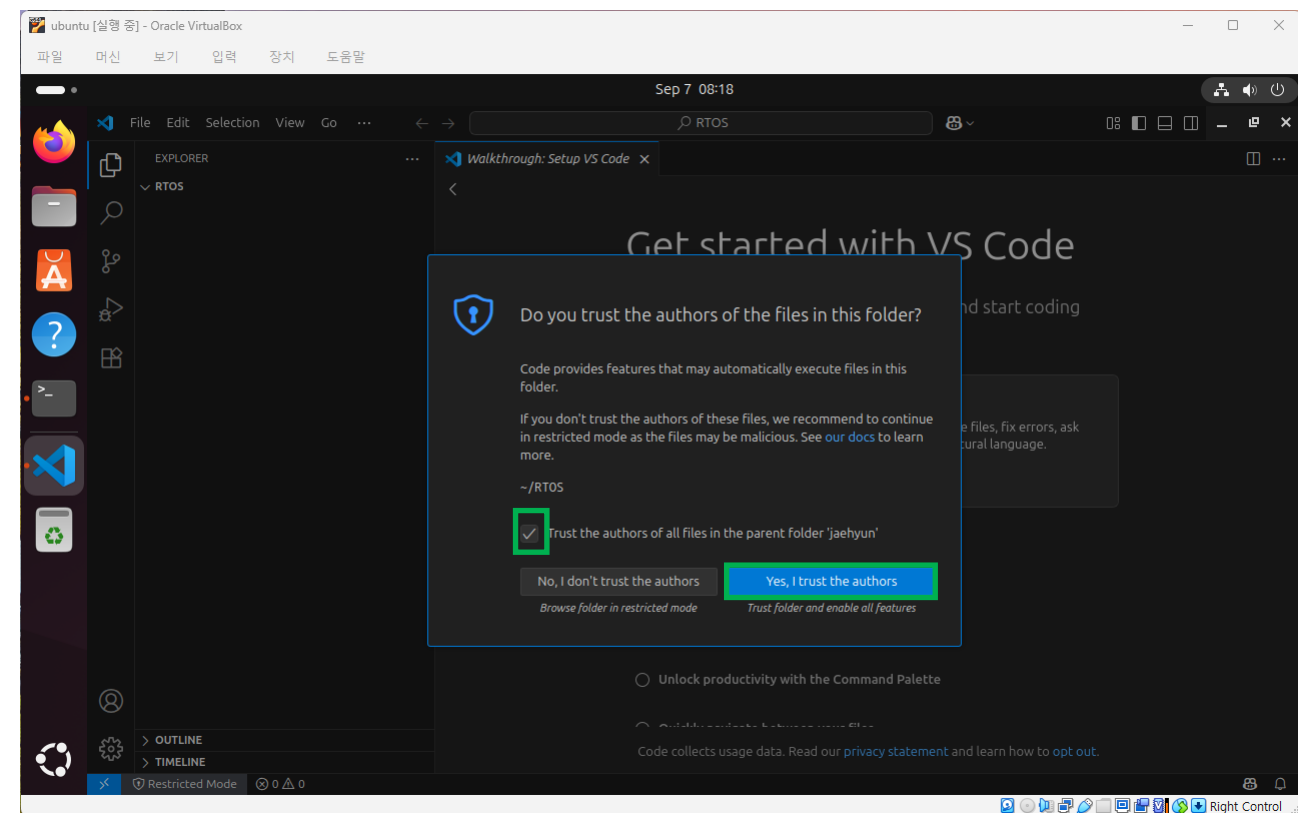 ubuntu [실행 중] - Oracle VirtualBox
파일 머신 보기 입력 장치 도움말
Sep 7 08:18
File Edit Selection View Go ··· RTOS
EXPLORER ···
Walkthrough: Setup VS Code
RTOS
Get started with VS Code
nd start coding
Do you trust the authors of the files in this folder?
Code provides features that may automatically execute files in this
folder.
If you don't trust the authors of these files, we recommend to continue
in restricted mode as the files may be malicious. See our docs to learn
more.
e files, fix errors, ask
tural language.
~/RTOS
Trust the authors of all files in the parent folder 'jaehyun'
No, I don't trust the authors
Yes, I trust the authors
Browse folder in restricted mode
Trust folder and enable all features
Unlock productivity with the Command Palette
Quickly navigate between your files
OUTLINE
Code collects usage data. Read our privacy statement and learn how to opt out.
TIMELINE
Restricted Mode 0 0
Right Control